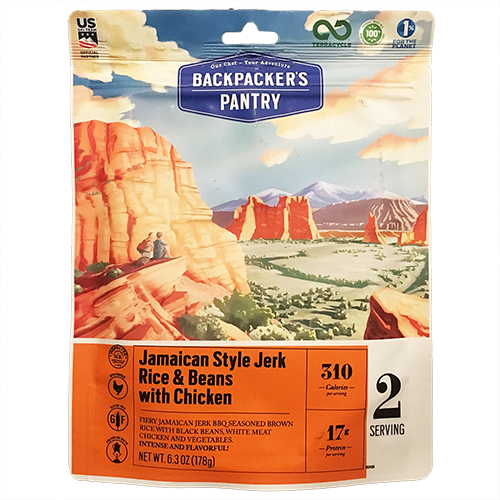 US
SKI TEAM
OFFICIAL
PARTNER
TERRACYCLE
100%
1%
FOR THE
PLANET
Our Chef - Your Adventure
BACKPACKER'S
PANTRY
Jamaican Style Jerk
Rice & Beans
with Chicken
FIERY JAMAICAN JERK BBQ SEASONED BROWN
RICE WITH BLACK BEANS, WHITE MEAT
CHICKEN AND VEGETABLES.
INTENSE AND FLAVORFUL!
NET WT. 6.3 OZ (178g)
GF
310
Calories
per serving
17g
Protein
per serving
2
SERVING